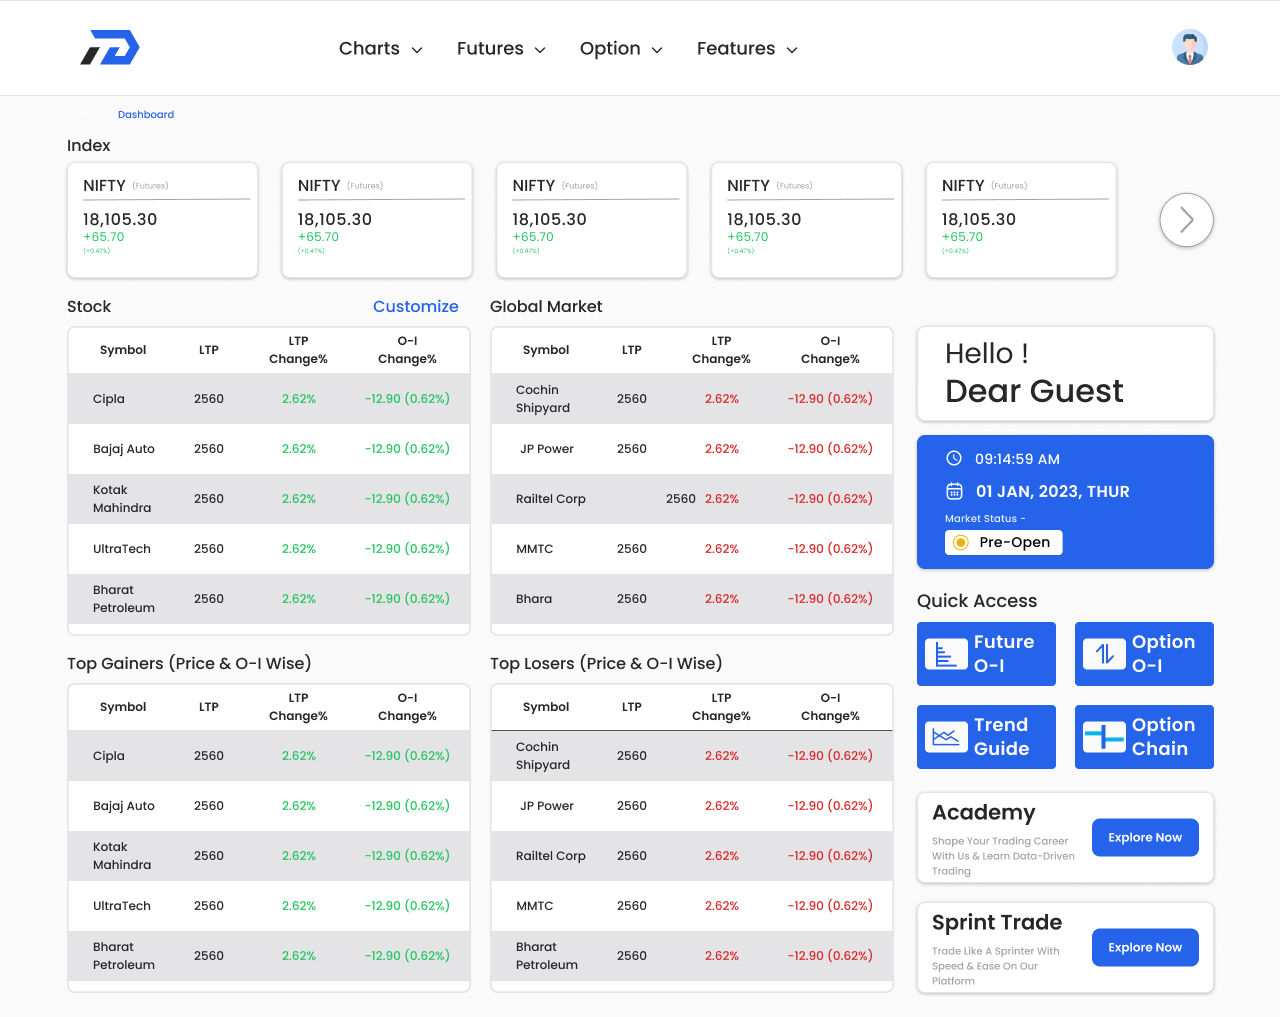 Charts Futures Option Features
Dashboard
Index
NIFTY (Futures)
18,105.30
+65.70
(+0.47%)
NIFTY (Futures)
18,105.30
+65.70
(+0.47%)
NIFTY (Futures)
18,105.30
+65.70
(+0.47%)
NIFTY (Futures)
18,105.30
+65.70
(+0.47%)
NIFTY (Futures)
18,105.30
+65.70
(+0.47%)
Stock Customize
Symbol LTP LTP Change% O-I Change%
Cipla 2560 2.62% -12.90 (0.62%)
Bajaj Auto 2560 2.62% -12.90 (0.62%)
Kotak Mahindra 2560 2.62% -12.90 (0.62%)
UltraTech 2560 2.62% -12.90 (0.62%)
Bharat Petroleum 2560 2.62% -12.90 (0.62%)
Global Market
Symbol LTP LTP Change% O-I Change%
Cochin Shipyard 2560 2.62% -12.90 (0.62%)
JP Power 2560 2.62% -12.90 (0.62%)
Railtel Corp 2560 2.62% -12.90 (0.62%)
MMTC 2560 2.62% -12.90 (0.62%)
Bhara 2560 2.62% -12.90 (0.62%)
Hello !
Dear Guest
09:14:59 AM
01 JAN, 2023, THUR
Market Status -
Pre-Open
Quick Access
Future O-I
Option O-I
Trend Guide
Option Chain
Top Gainers (Price & O-I Wise)
Symbol LTP LTP Change% O-I Change%
Cipla 2560 2.62% -12.90 (0.62%)
Bajaj Auto 2560 2.62% -12.90 (0.62%)
Kotak Mahindra 2560 2.62% -12.90 (0.62%)
UltraTech 2560 2.62% -12.90 (0.62%)
Bharat Petroleum 2560 2.62% -12.90 (0.62%)
Top Losers (Price & O-I Wise)
Symbol LTP LTP Change% O-I Change%
Cochin Shipyard 2560 2.62% -12.90 (0.62%)
JP Power 2560 2.62% -12.90 (0.62%)
Railtel Corp 2560 2.62% -12.90 (0.62%)
MMTC 2560 2.62% -12.90 (0.62%)
Bharat Petroleum 2560 2.62% -12.90 (0.62%)
Academy
Shape Your Trading Career
With Us & Learn Data-Driven
Trading
Explore Now
Sprint Trade
Trade Like A Sprinter With
Speed & Ease On Our
Platform
Explore Now